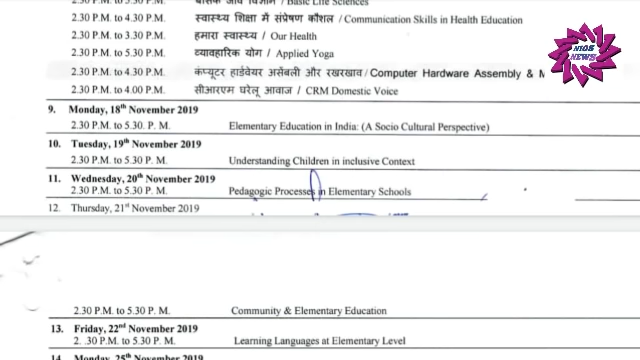 2.30 P.M. to 5.30 P.M. / Basic Life Sciences
2.30 P.M. to 4.30 P.M. स्वास्थ्य शिक्षा में संप्रेषण कौशल / Communication Skills in Health Education
2.30 P.M. to 3.30 P.M. हमारा स्वास्थ्य / Our Health
2.30 P.M. to 5.30 P.M. व्यावहारिक योग / Applied Yoga
2.30 P.M. to 4.30 P.M. कंप्यूटर हार्डवेयर असेंबली और रखरखाव / Computer Hardware Assembly & M
2.30 P.M. to 4.00 P.M. सीआरएम घरेलू आवाज / CRM Domestic Voice
NIOS NEWS
9. Monday, 18th November 2019
2.30 P.M. to 5.30. P. M. Elementary Education in India: (A Socio Cultural Perspective)
10. Tuesday, 19th November 2019
2.30 P.M. to 5.30 P. M. Understanding Children in inclusive Context
11. Wednesday, 20th November 2019
2.30 P.M. to 5.30 P. M. Pedagogic Processes in Elementary Schools
12. Thursday, 21st November 2019
2.30 P.M. to 5.30 P. M. Community & Elementary Education
13. Friday, 22nd November 2019
2. .30 P.M. to 5.30 P. M. Learning Languages at Elementary Level
14. Monday, 25th November 2019